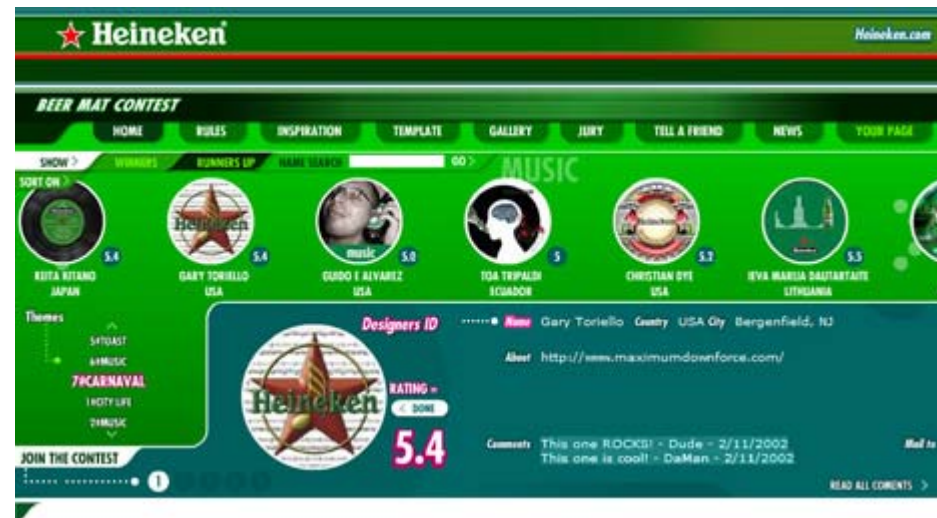 Heineken
Heineken.com
BEER MAT CONTEST
HOME RULES INSPIRATION TEMPLATE GALLERY JURY TELL A FRIEND NEWS YOUR PAGE
SHOW > WINNERS RUNNERS UP NAME SEARCH GO >
MUSIC
SORT ON >
Heineken
music
5.4 5.4 5.0 5 5.2 5.5
KEITA KITANO GARY TORIELLO GUIDO E ALVAREZ TOA TRIPALDI CHRISTIAN DYE IEVA MARIJA DAUTARTAITE
JAPAN USA USA ECUADOR USA LITHUANIA
Themes
5#TOAST
6#MUSIC
7#CARNAVAL
1#CITY LIFE
2#MUSIC
JOIN THE CONTEST
1
Designers ID
Heineken
RATING =
< DONE
5.4
Name Gary Toriello Country USA City Bergenfield, NJ
About http://www.maximumdownforce.com/
Comments This one ROCKS! - Dude - 2/11/2002
This one is cool! - DaMan - 2/11/2002
Mail to
READ ALL COMENTS >